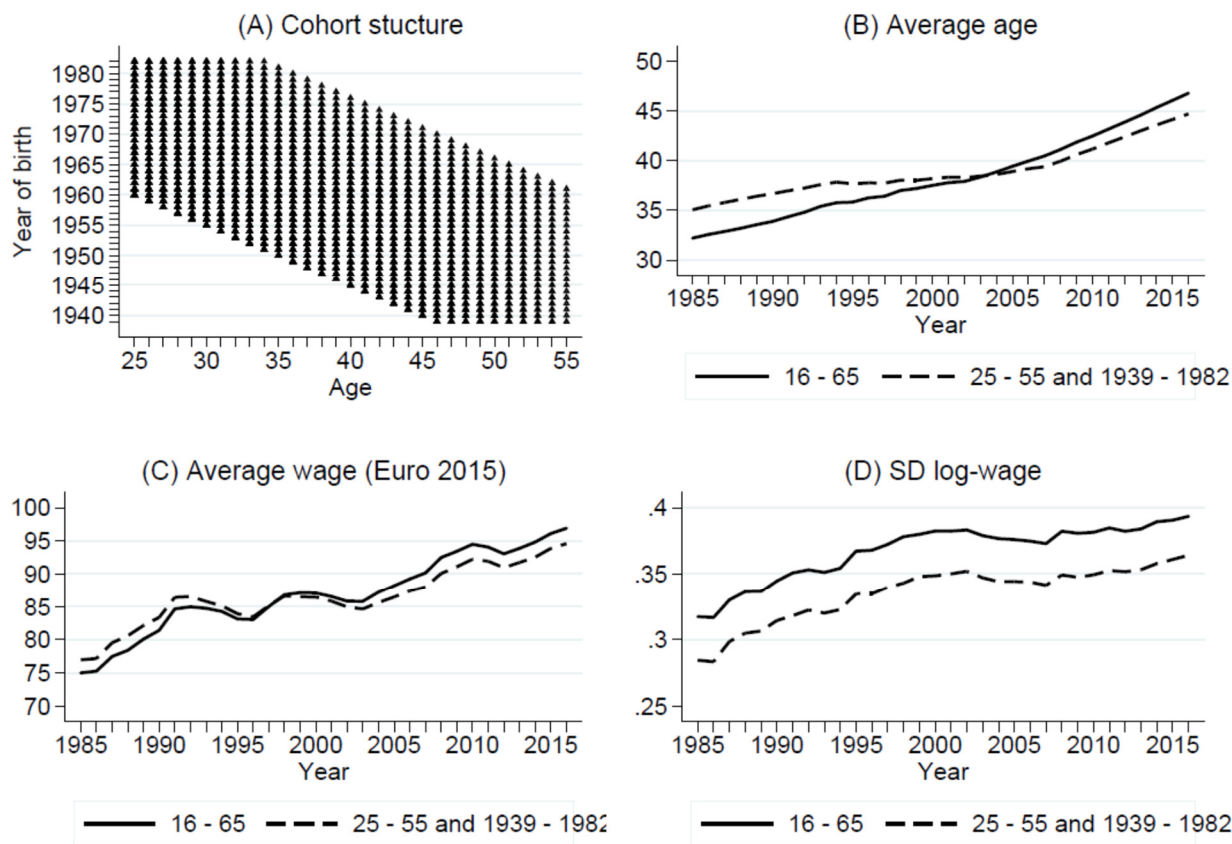 (A) Cohort stucture
Year of birth
1980
1975
1970
1965
1960
1955
1950
1945
1940
25 30 35 40 45 50 55
Age
(B) Average age
50
45
40
35
30
1985 1990 1995 2000 2005 2010 2015
Year
16 - 65 25 - 55 and 1939 - 1982
(C) Average wage (Euro 2015)
100
95
90
85
80
75
70
1985 1990 1995 2000 2005 2010 2015
Year
16 - 65 25 - 55 and 1939 - 1982
(D) SD log-wage
.4
.35
.3
.25
1985 1990 1995 2000 2005 2010 2015
Year
16 - 65 25 - 55 and 1939 - 1982